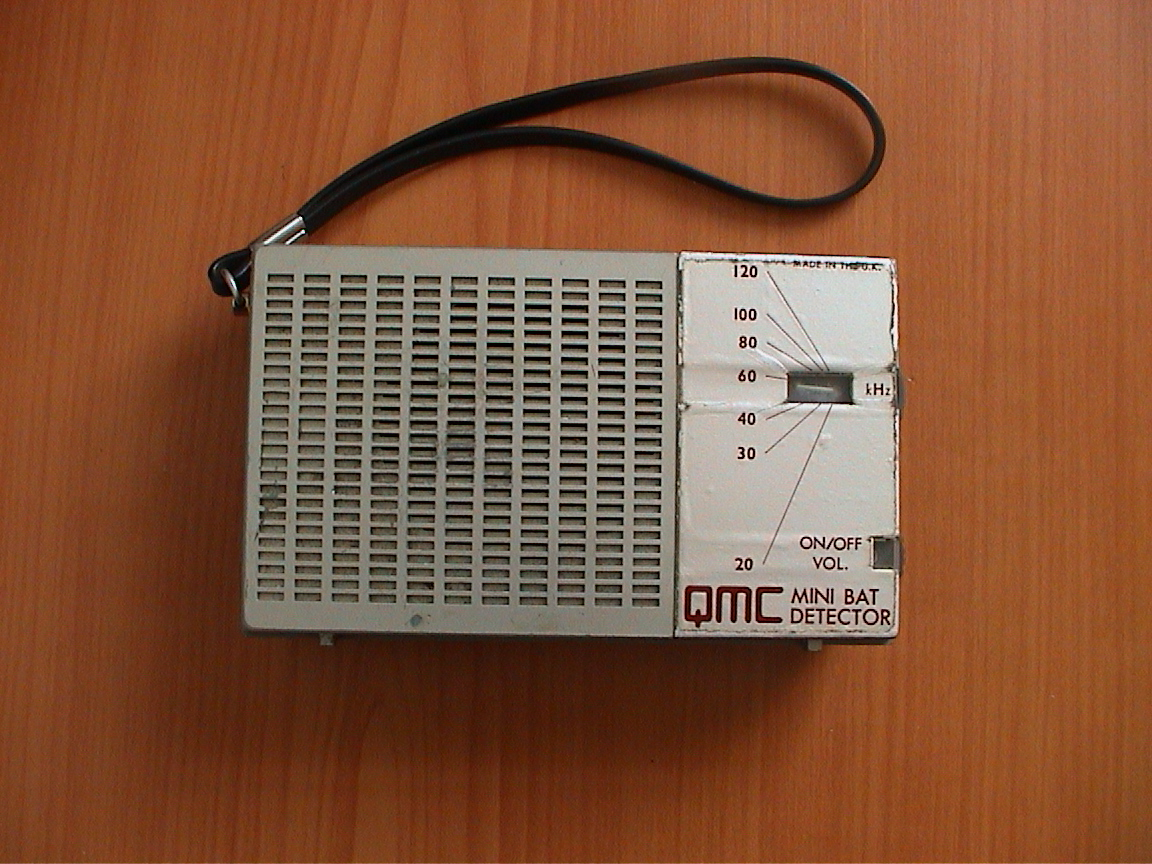 MADE IN THE U.K.
120
100
80
60
kHz
40
30
20
ON/OFF
VOL.
QMC MINI BAT
DETECTOR